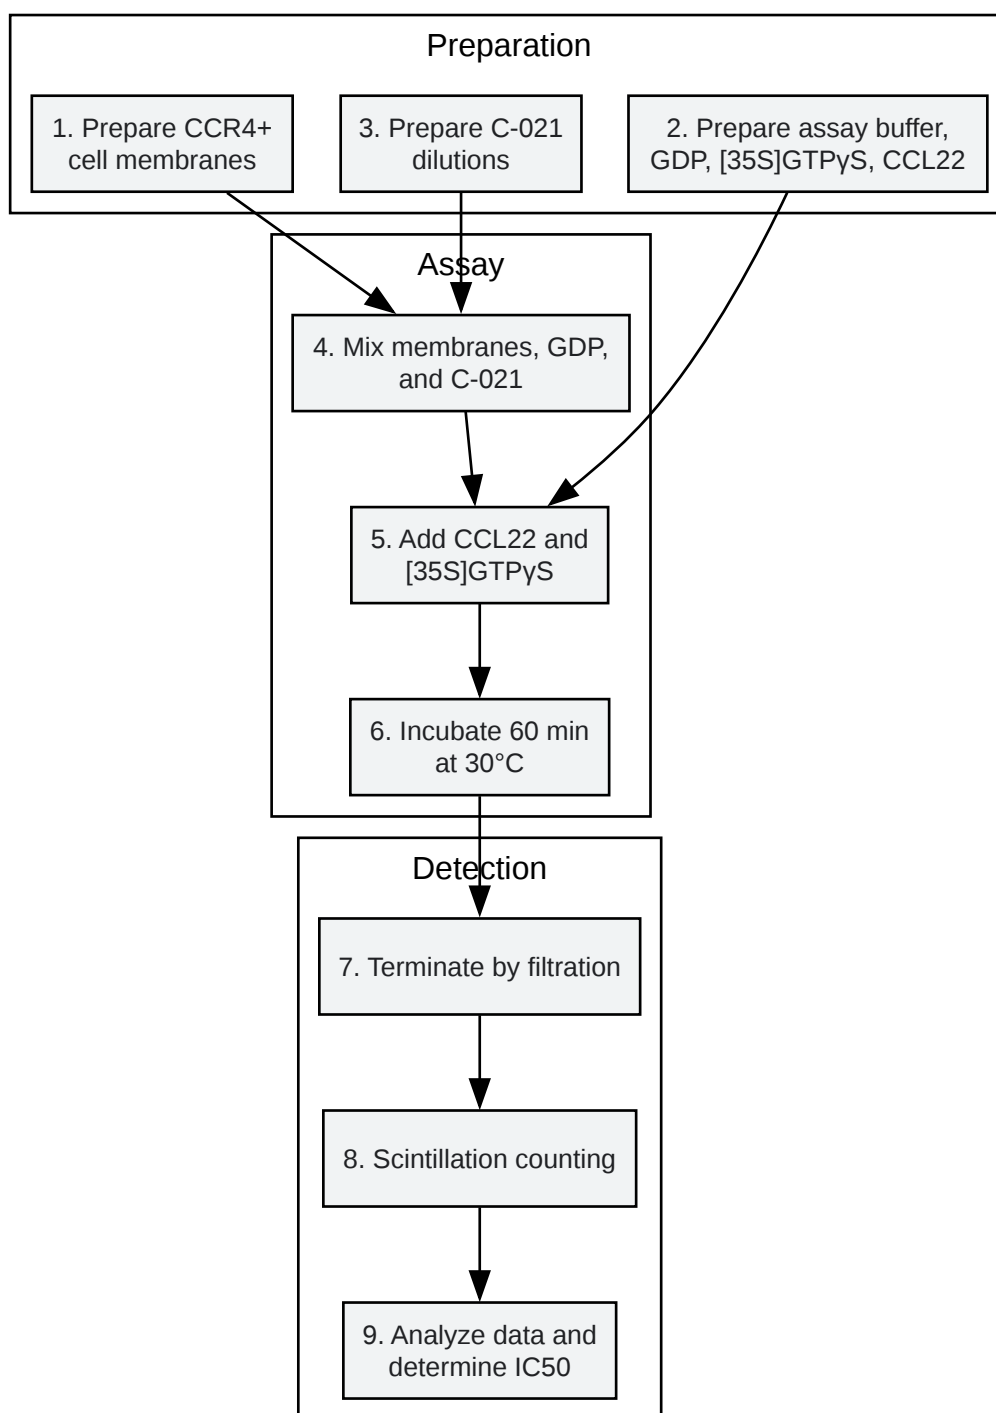 Preparation
1. Prepare CCR4+
cell membranes
3. Prepare C-021
dilutions
2. Prepare assay buffer,
GDP, [35S]GTPγS, CCL22
Assay
4. Mix membranes, GDP,
and C-021
5. Add CCL22 and
[35S]GTPγS
6. Incubate 60 min
at 30°C
Detection
7. Terminate by filtration
8. Scintillation counting
9. Analyze data and
determine IC50